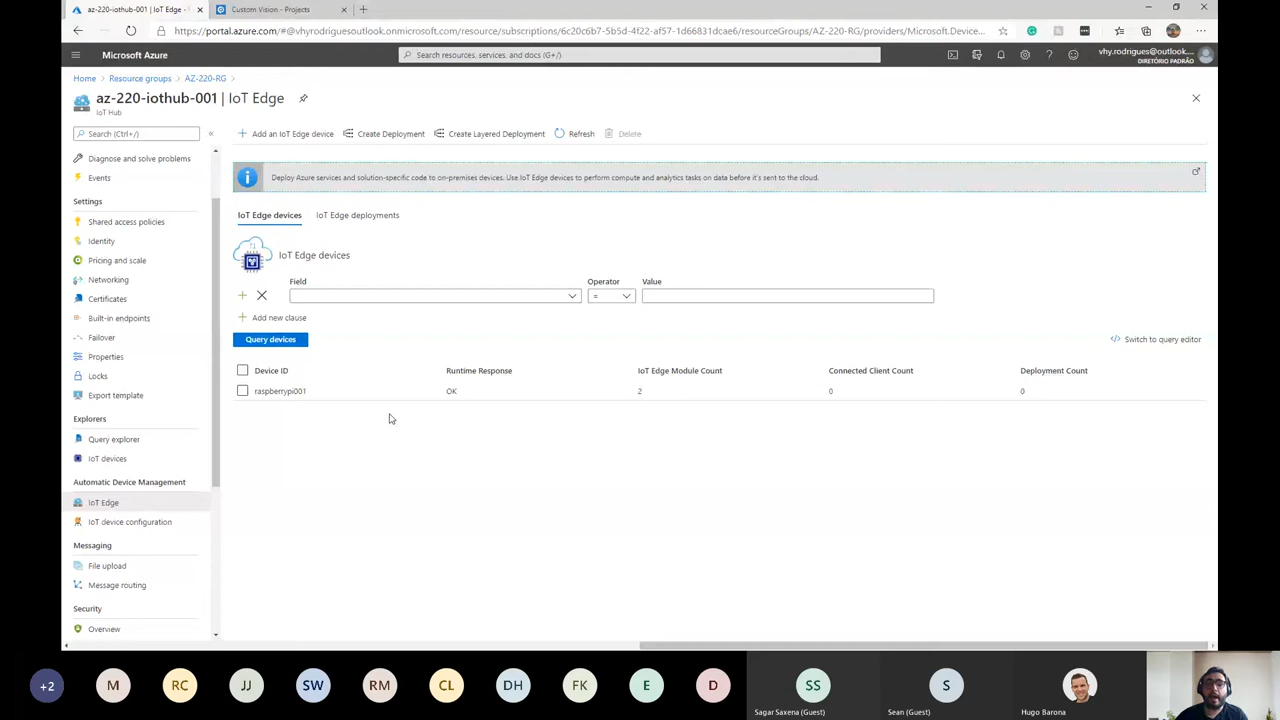 az-220-iothub-001 | IoT Edge -
Custom Vision - Projects
https://portal.azure.com/#@vhyrodriguesoutlook.onmicrosoft.com/resource/subscriptions/6c20c6b7-5b5d-4f22-af57-1d66831dcae6/resourceGroups/AZ-220-RG/providers/Microsoft.Device...
Microsoft Azure
Search resources, services, and docs (G+/)
vhy.rodrigues@outlook....
DIRETÓRIO PADRÃO
Home > Resource groups > AZ-220-RG >
az-220-iothub-001 | IoT Edge
IoT Hub
Search (Ctrl+/)
«
Diagnose and solve problems
Events
Settings
Shared access policies
Identity
Pricing and scale
Networking
Certificates
Built-in endpoints
Failover
Properties
Locks
Export template
Explorers
Query explorer
IoT devices
Automatic Device Management
IoT Edge
IoT device configuration
Messaging
File upload
Message routing
Security
Overview
Add an IoT Edge device
Create Deployment
Create Layered Deployment
Refresh
Delete
Deploy Azure services and solution-specific code to on-premises devices. Use IoT Edge devices to perform compute and analytics tasks on data before it's sent to the cloud.
IoT Edge devices
IoT Edge deployments
IoT Edge devices
Field Operator Value
=
Add new clause
Query devices
Switch to query editor
Device ID Runtime Response IoT Edge Module Count Connected Client Count Deployment Count
raspberrypi001 OK 2 0 0
+2
M
RC
JJ
SW
RM
CL
DH
FK
E
D
SS
Sagar Saxena (Guest)
S
Sean (Guest)
Hugo Barona